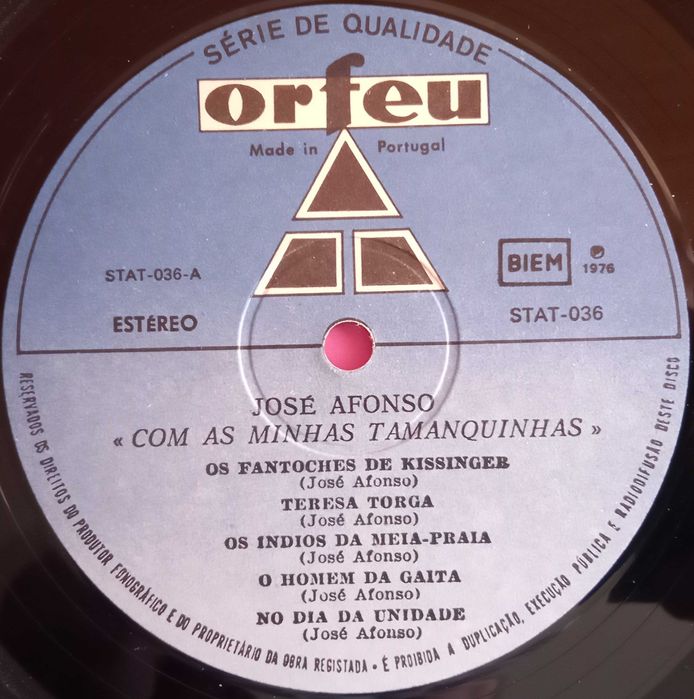 SÉRIE DE QUALIDADE
orfeu
Made in Portugal
STAT-036-A
BIEM
℗ 1976
ESTÉREO
STAT-036
JOSÉ AFONSO
« COM AS MINHAS TAMANQUINHAS »
OS FANTOCHES DE KISSINGER
(José Afonso)
TERESA TORGA
(José Afonso)
OS INDIOS DA MEIA-PRAIA
(José Afonso)
O HOMEM DA GAITA
(José Afonso)
NO DIA DA UNIDADE
(José Afonso)
RESERVADOS OS DIREITOS DO PRODUTOR FONOGRÁFICO E DO PROPRIETÁRIO DA OBRA REGISTADA • É PROIBIDA A DUPLICAÇÃO, EXECUÇÃO PÚBLICA E RADIODIFUSÃO DESTE DISCO